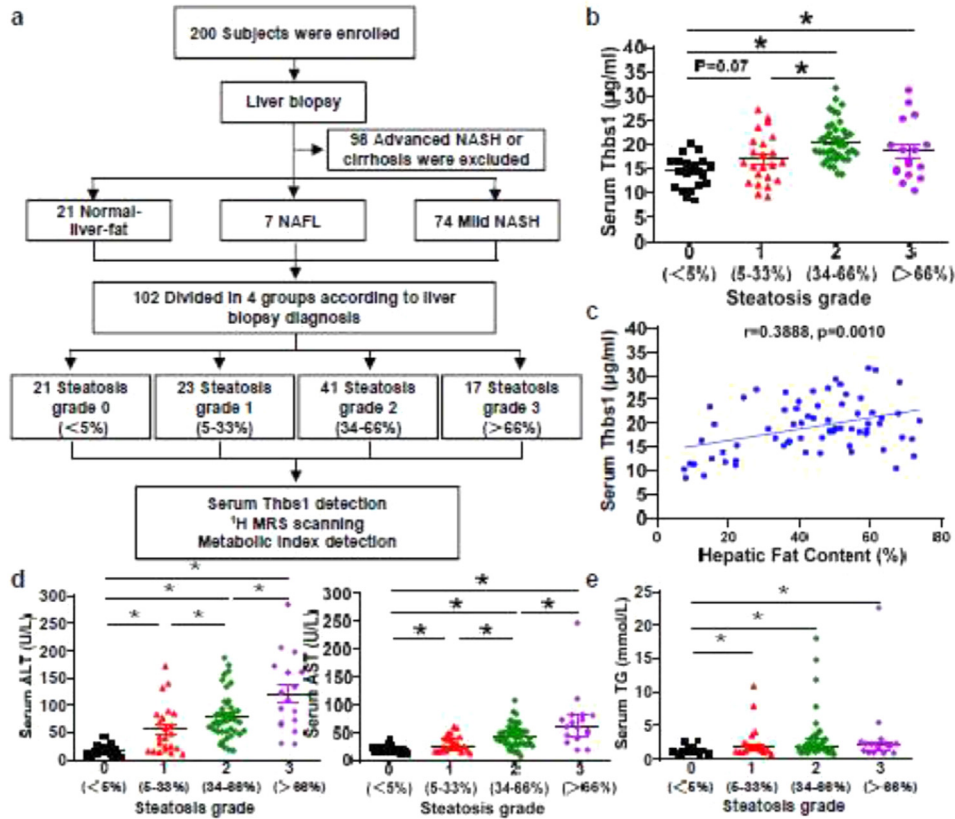 a
200 Subjects were enrolled
Liver biopsy
98 Advanced NASH or
cirrhosis were excluded
21 Normal-
liver-fat
7 NAFL
74 Mild NASH
102 Divided in 4 groups according to liver
biopsy diagnosis
21 Steatosis
grade 0
(<5%)
23 Steatosis
grade 1
(5-33%)
41 Steatosis
grade 2
(34-66%)
17 Steatosis
grade 3
(>66%)
Serum Thbs1 detection
¹H MRS scanning
Metabolic Index detection
b
Serum Thbs1 (μg/ml)
40
35
30
25
20
15
10
5
0
*
*
P=0.07
*
0
1
2
3
(<5%)
(5-33%)
(34-66%)
(>66%)
Steatosis grade
c
r=0.3888, p=0.0010
Serum Thbs1 (μg/ml)
40
35
30
25
20
15
10
5
0
0
20
40
60
80
Hepatic Fat Content (%)
d
Serum ALT (U/L)
300
250
200
150
100
50
0
*
*
*
*
*
0
1
2
3
(<5%)
(5-33%)
(34-66%)
(>66%)
Steatosis grade
Serum AST (U/L)
300
250
200
150
100
50
0
*
*
*
*
*
0
1
2
3
(<5%)
(5-33%)
(34-66%)
(>66%)
Steatosis grade
e
Serum TG (mmol/L)
25
20
15
10
5
0
*
*
*
0
1
2
3
(<5%)
(5-33%)
(34-66%)
(>66%)
Steatosis grade